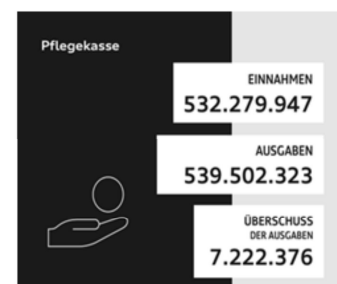 Pflegekasse
EINNAHMEN
532.279.947
AUSGABEN
539.502.323
ÜBERSCHUSS
DER AUSGABEN
7.222.376